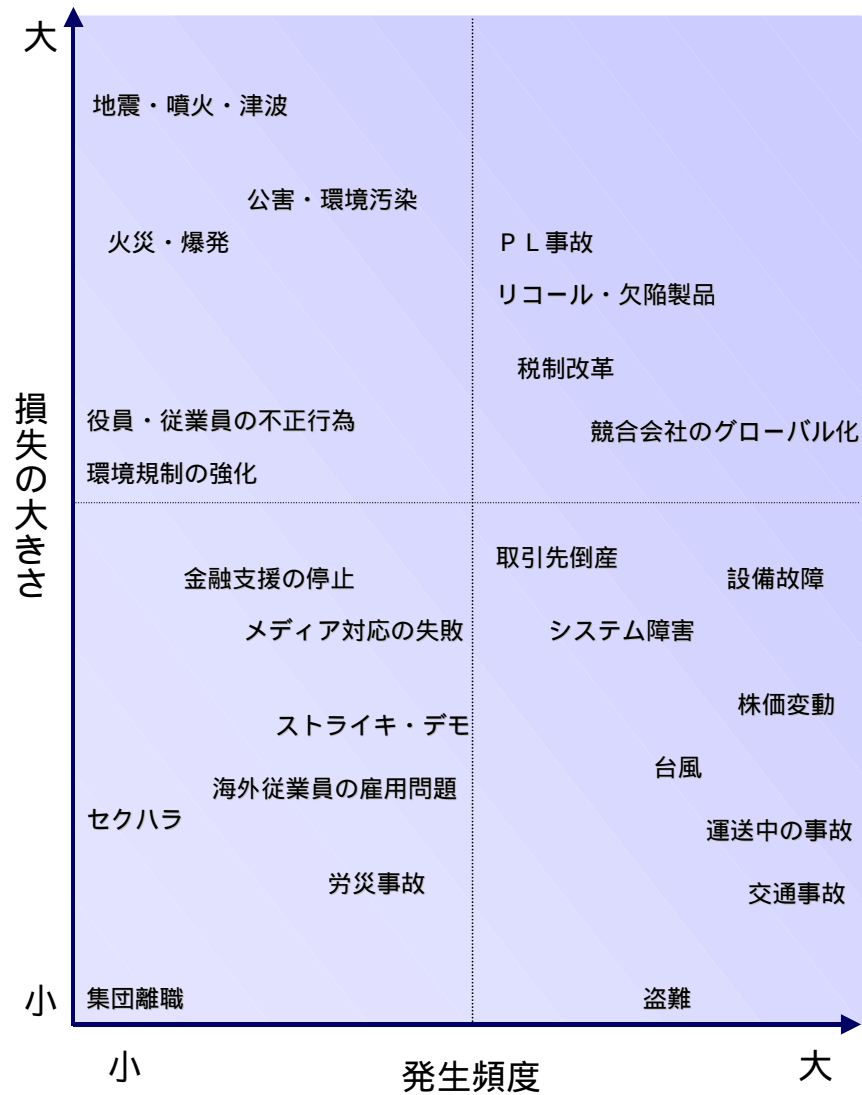 大
地震・噴火・津波
公害・環境汚染
火災・爆発
ＰＬ事故
リコール・欠陥製品
税制改革
役員・従業員の不正行為
競合会社のグローバル化
環境規制の強化
損失の大きさ
取引先倒産
金融支援の停止
設備故障
メディア対応の失敗
システム障害
株価変動
ストライキ・デモ
台風
海外従業員の雇用問題
セクハラ
運送中の事故
労災事故
交通事故
小
集団離職
盗難
小
発生頻度
大